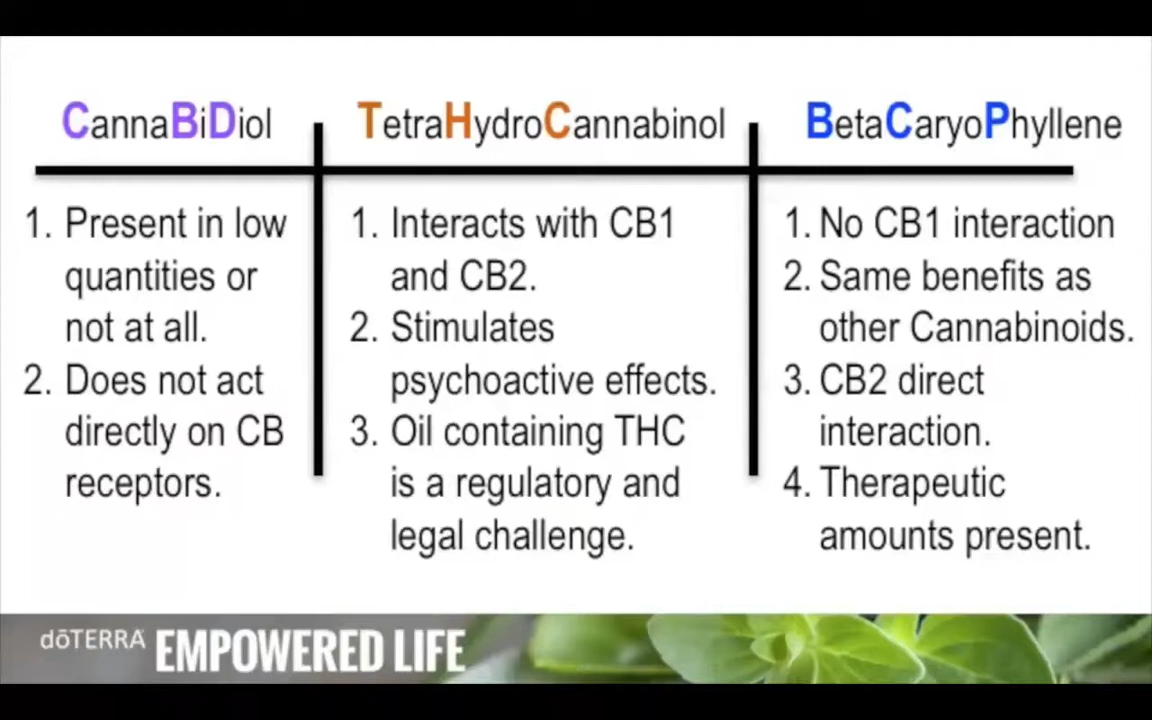 CannaBiDiol
TetraHydroCannabinol
BetaCaryoPhyllene
1. Present in low
quantities or
not at all.
2. Does not act
directly on CB
receptors.
1. Interacts with CB1
and CB2.
2. Stimulates
psychoactive effects.
3. Oil containing THC
is a regulatory and
legal challenge.
1. No CB1 interaction
2. Same benefits as
other Cannabinoids.
3. CB2 direct
interaction.
4. Therapeutic
amounts present.
dōTERRA EMPOWERED LIFE